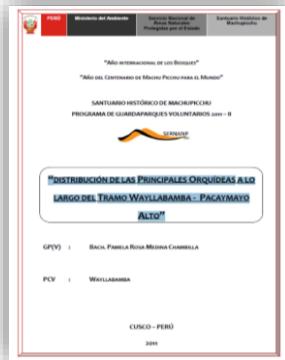 PERÚ
Ministerio del Ambiente
Servicio Nacional de
Áreas Naturales
Protegidas por el Estado
Santuario Histórico de
Machupicchu
"Año internacional de los Bosques"
"Año del Centenario de Machu Picchu para el Mundo"
SANTUARIO HISTÓRICO DE MACHUPICCHU
PROGRAMA DE GUARDAPARQUES VOLUNTARIOS 2011 – II
SERNANP
"DISTRIBUCIÓN DE LAS PRINCIPALES ORQUÍDEAS A LO
LARGO DEL TRAMO WAYLLABAMBA - PACAYMAYO
ALTO"
GP(V) : BACH. PAMELA ROSA MEDINA CHAMBILLA
PCV : WAYLLABAMBA
CUSCO – PERÚ
2011